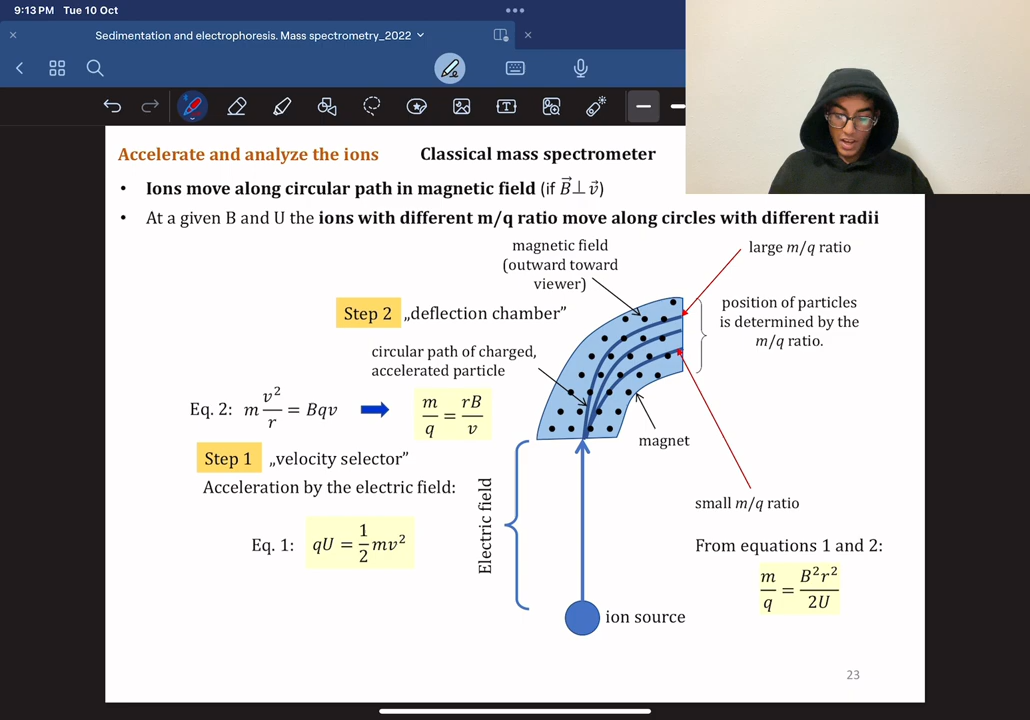 9:13 PM Tue 10 Oct
Sedimentation and electrophoresis. Mass spectrometry_2022
Accelerate and analyze the ions
Classical mass spectrometer
• Ions move along circular path in magnetic field (if B⃗⊥v⃗)
• At a given B and U the ions with different m/q ratio move along circles with different radii
magnetic field
(outward toward
viewer)
large m/q ratio
Step 2 „deflection chamber"
position of particles
is determined by the
m/q ratio.
circular path of charged,
accelerated particle
Eq. 2: m v²/r = Bqv
m/q = rB/v
magnet
Step 1 „velocity selector"
Acceleration by the electric field:
Electric field
small m/q ratio
Eq. 1: qU = 1/2 mv²
From equations 1 and 2:
m/q = B²r²/2U
ion source
23